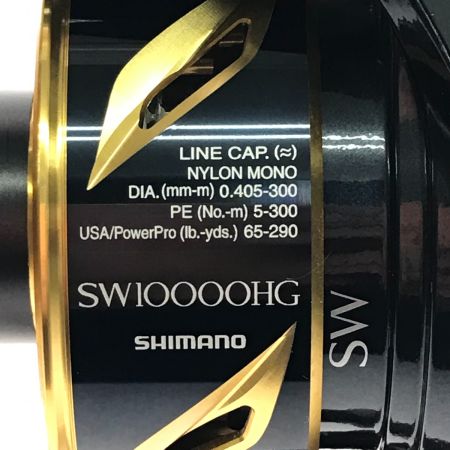 LINE CAP. (≈)
NYLON MONO
DIA. (mm-m) 0.405-300
PE (No.-m) 5-300
USA/PowerPro (lb.-yds.) 65-290
SW10000HG
SHIMANO
SW